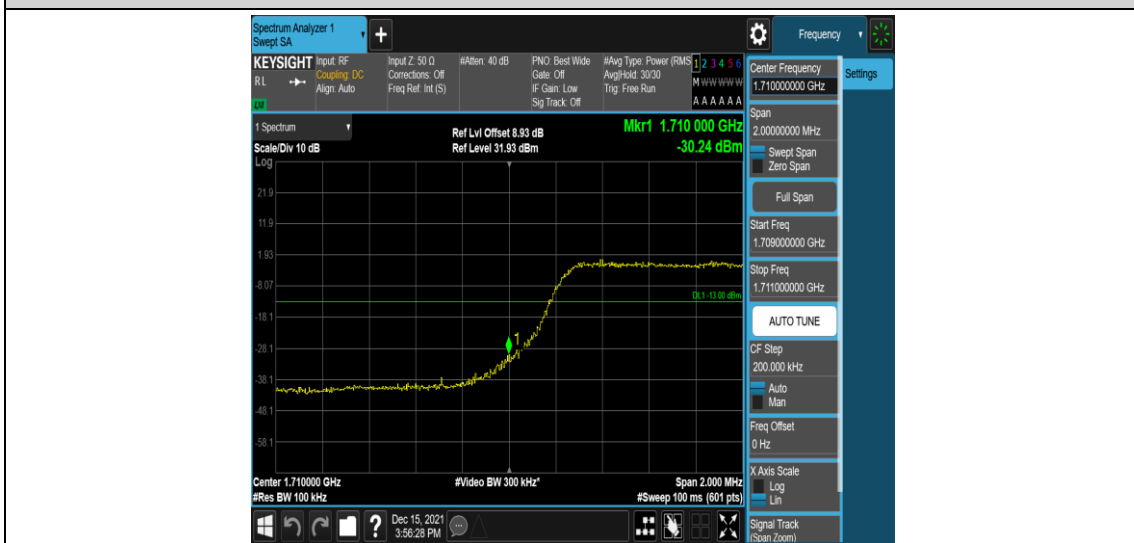 Spectrum Analyzer 1
Swept SA
+
Frequency
KEYSIGHT
RL
LXI
Input: RF
Coupling: DC
Align: Auto
Input Z: 50 Ω
Corrections: Off
Freq Ref: Int (S)
#Atten: 40 dB
PNO: Best Wide
Gate: Off
IF Gain: Low
Sig Track: Off
#Avg Type: Power (RMS
Avg|Hold: 30/30
Trig: Free Run
1 2 3 4 5 6
M W W W W W
A A A A A A
1 Spectrum
Scale/Div 10 dB
Log
Ref Lvl Offset 8.93 dB
Ref Level 31.93 dBm
Mkr1 1.710 000 GHz
-30.24 dBm
21.9
11.9
1.93
-8.07
-18.1
-28.1
-38.1
-48.1
-58.1
DL1 -13.00 dBm
1
Center 1.710000 GHz
#Res BW 100 kHz
#Video BW 300 kHz*
Span 2.000 MHz
#Sweep 100 ms (601 pts)
?
Dec 15, 2021
3:56:28 PM
Center Frequency
1.710000000 GHz
Settings
Span
2.00000000 MHz
Swept Span
Zero Span
Full Span
Start Freq
1.709000000 GHz
Stop Freq
1.711000000 GHz
AUTO TUNE
CF Step
200.000 kHz
Auto
Man
Freq Offset
0 Hz
X Axis Scale
Log
Lin
Signal Track
(Span Zoom)